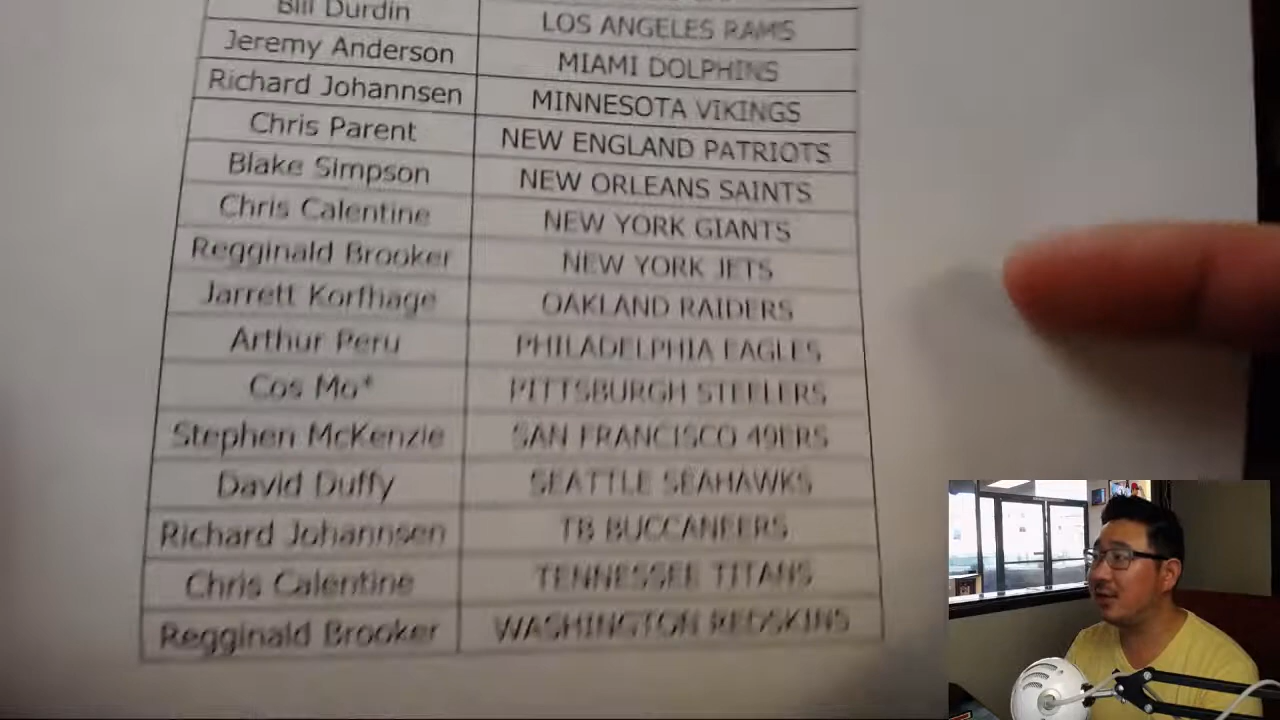 Bill Durdin LOS ANGELES RAMS
Jeremy Anderson MIAMI DOLPHINS
Richard Johannsen MINNESOTA VIKINGS
Chris Parent NEW ENGLAND PATRIOTS
Blake Simpson NEW ORLEANS SAINTS
Chris Calentine NEW YORK GIANTS
Regginald Brooker NEW YORK JETS
Jarrett Korfhage OAKLAND RAIDERS
Arthur Peru PHILADELPHIA EAGLES
Cos Mo* PITTSBURGH STEELERS
Stephen McKenzie SAN FRANCISCO 49ERS
David Duffy SEATTLE SEAHAWKS
Richard Johannsen TB BUCCANEERS
Chris Calentine TENNESSEE TITANS
Regginald Brooker WASHINGTON REDSKINS